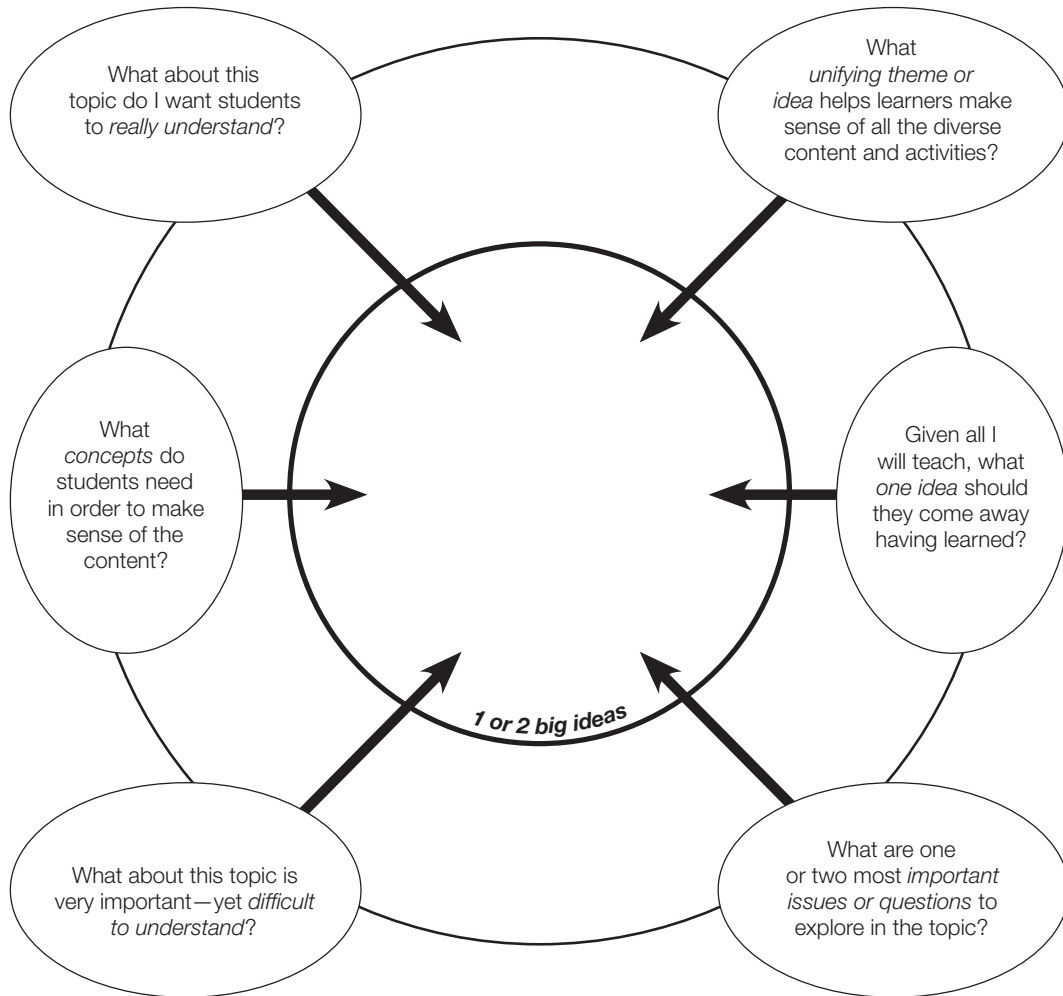 What about this
topic do I want students
to really understand?
What
unifying theme or
idea helps learners make
sense of all the diverse
content and activities?
What
concepts do
students need
in order to make
sense of the
content?
Given all I
will teach, what
one idea should
they come away
having learned?
1 or 2 big ideas
What about this topic is
very important—yet difficult
to understand?
What are one
or two most important
issues or questions to
explore in the topic?